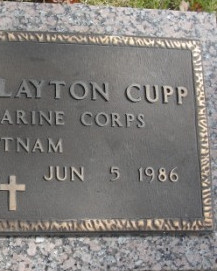 LAYTON CUPP
ARINE CORPS
TNAM
JUN 5 1986